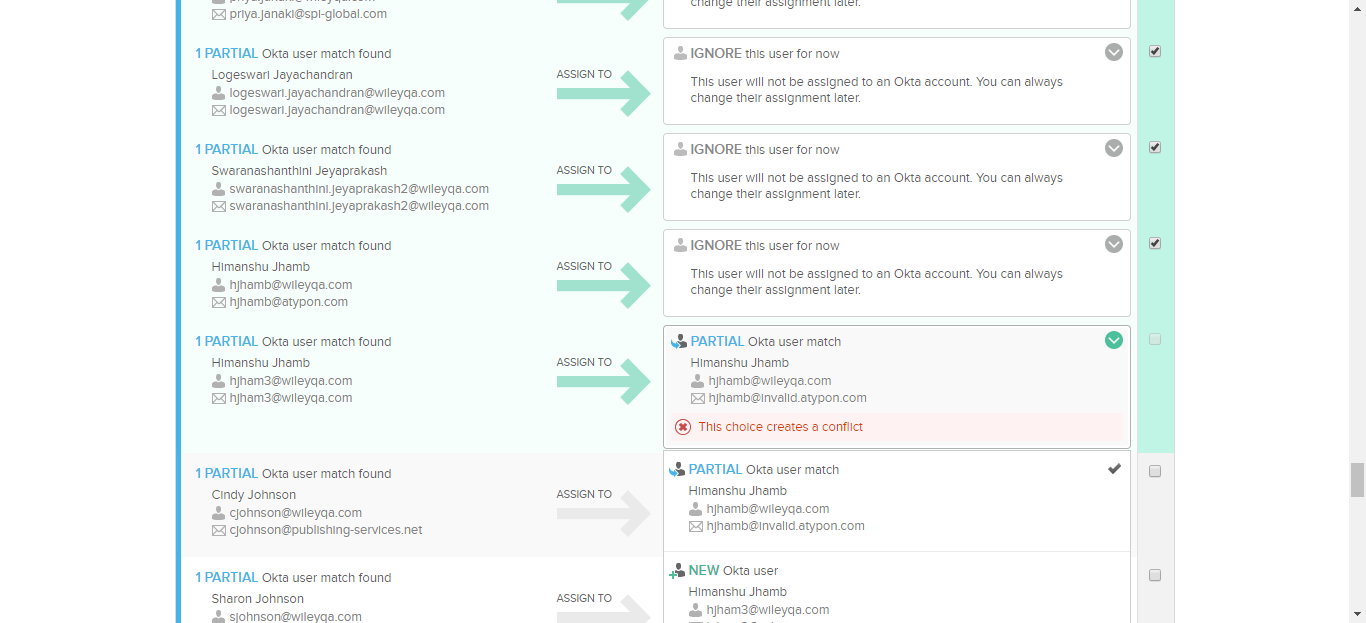 priya.janaki@spi-global.com
change their assignment later.
1 PARTIAL Okta user match found
Logeswari Jayachandran
logeswari.jayachandran@wileyqa.com
logeswari.jayachandran@wileyqa.com
ASSIGN TO
IGNORE this user for now
This user will not be assigned to an Okta account. You can always
change their assignment later.
1 PARTIAL Okta user match found
Swaranashanthini Jeyaprakash
swaranashanthini.jeyaprakash2@wileyqa.com
swaranashanthini.jeyaprakash2@wileyqa.com
ASSIGN TO
IGNORE this user for now
This user will not be assigned to an Okta account. You can always
change their assignment later.
1 PARTIAL Okta user match found
Himanshu Jhamb
hjhamb@wileyqa.com
hjhamb@atypon.com
ASSIGN TO
IGNORE this user for now
This user will not be assigned to an Okta account. You can always
change their assignment later.
1 PARTIAL Okta user match found
Himanshu Jhamb
hjham3@wileyqa.com
hjham3@wileyqa.com
ASSIGN TO
PARTIAL Okta user match
Himanshu Jhamb
hjhamb@wileyqa.com
hjhamb@invalid.atypon.com
This choice creates a conflict
1 PARTIAL Okta user match found
Cindy Johnson
cjohnson@wileyqa.com
cjohnson@publishing-services.net
ASSIGN TO
PARTIAL Okta user match
Himanshu Jhamb
hjhamb@wileyqa.com
hjhamb@invalid.atypon.com
1 PARTIAL Okta user match found
Sharon Johnson
sjohnson@wileyqa.com
ASSIGN TO
NEW Okta user
Himanshu Jhamb
hjham3@wileyqa.com